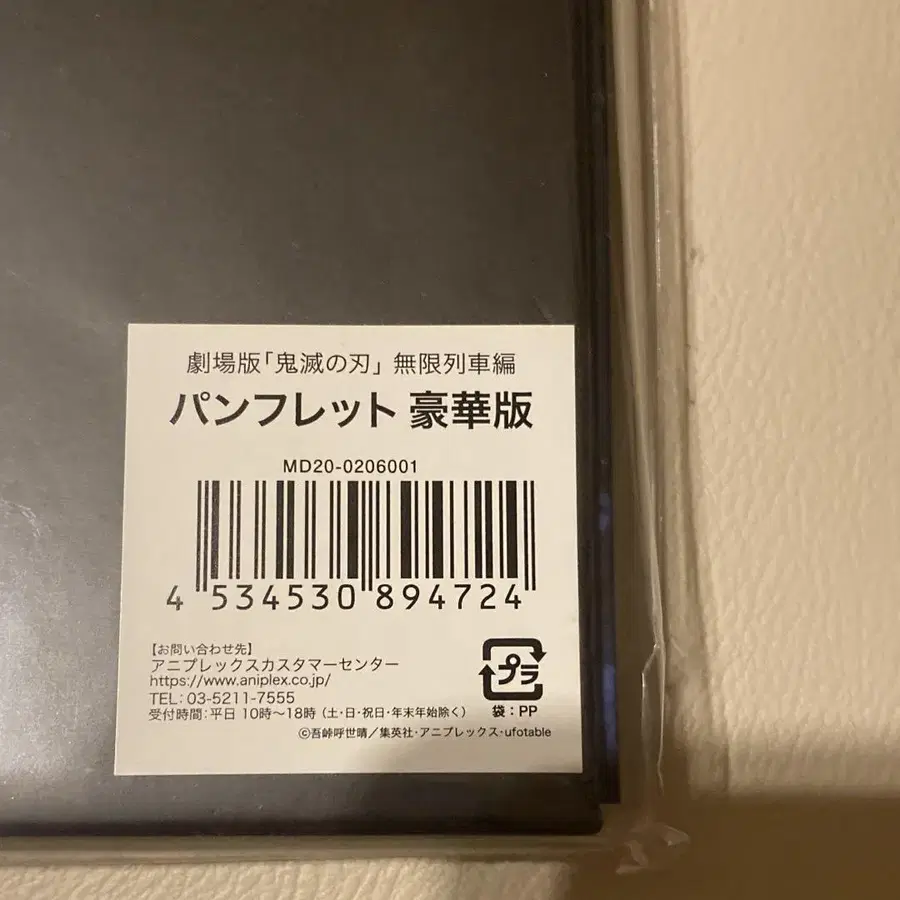 劇場版「鬼滅の刃」無限列車編
パンフレット 豪華版
MD20-0206001
4 534530 894724
【お問い合わせ先】
アニプレックスカスタマーセンター
https://www.aniplex.co.jp/
TEL：03-5211-7555
受付時間：平日 10時〜18時（土・日・祝日・年末年始除く）
プラ
袋：PP
©吾峠呼世晴／集英社・アニプレックス・ufotable